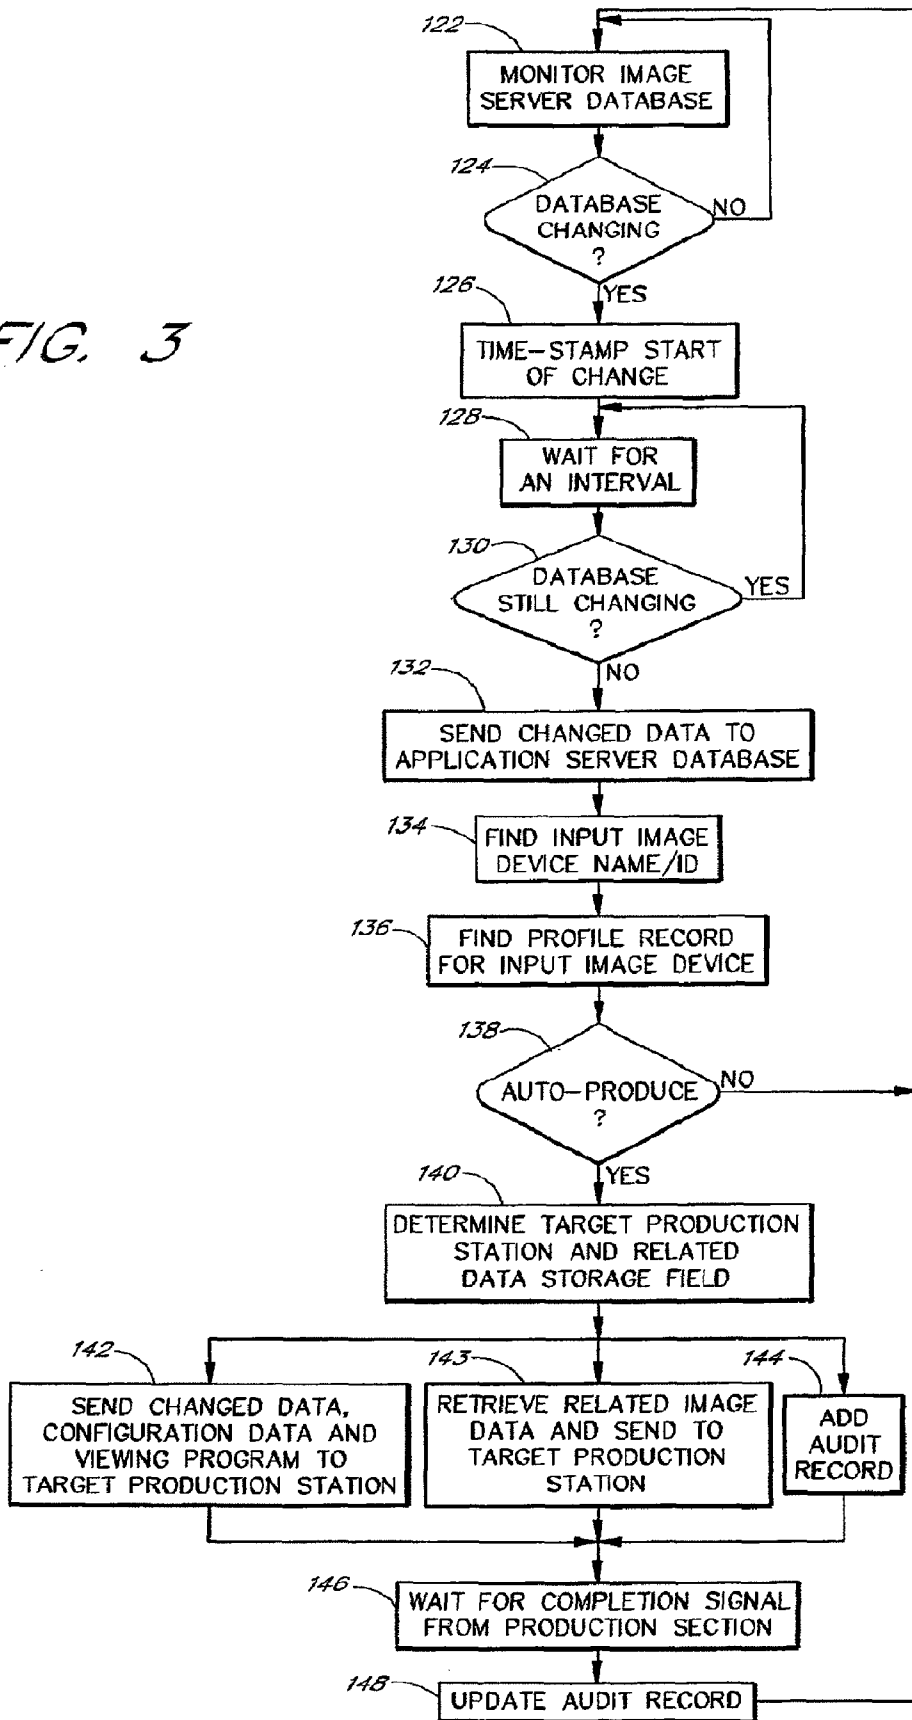 122
MONITOR IMAGE
SERVER DATABASE
124
DATABASE
CHANGING
?
NO
YES
126
FIG. 3
TIME-STAMP START
OF CHANGE
128
WAIT FOR
AN INTERVAL
130
DATABASE
STILL CHANGING
?
YES
NO
132
SEND CHANGED DATA TO
APPLICATION SERVER DATABASE
134
FIND INPUT IMAGE
DEVICE NAME/ID
136
FIND PROFILE RECORD
FOR INPUT IMAGE DEVICE
138
AUTO-PRODUCE
?
NO
YES
140
DETERMINE TARGET PRODUCTION
STATION AND RELATED
DATA STORAGE FIELD
142
SEND CHANGED DATA,
CONFIGURATION DATA AND
VIEWING PROGRAM TO
TARGET PRODUCTION STATION
143
RETRIEVE RELATED IMAGE
DATA AND SEND TO
TARGET PRODUCTION
STATION
144
ADD
AUDIT
RECORD
146
WAIT FOR COMPLETION SIGNAL
FROM PRODUCTION SECTION
148
UPDATE AUDIT RECORD